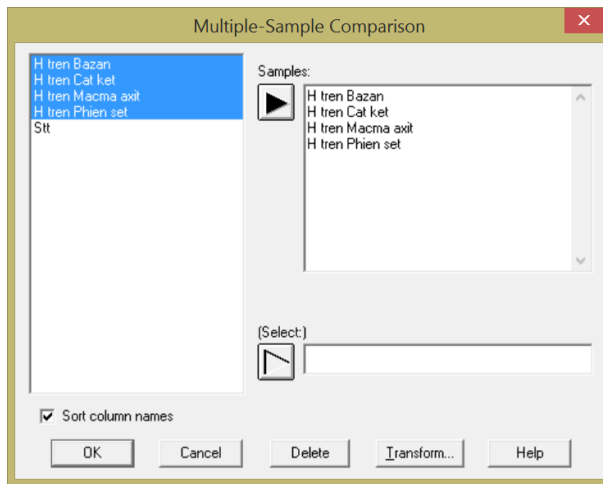 Multiple-Sample Comparison
H tren Bazan
H tren Cat ket
H tren Macma axit
H tren Phien set
Stt
Samples:
H tren Bazan
H tren Cat ket
H tren Macma axit
H tren Phien set
(Select:)
Sort column names
OK Cancel Delete Transform... Help